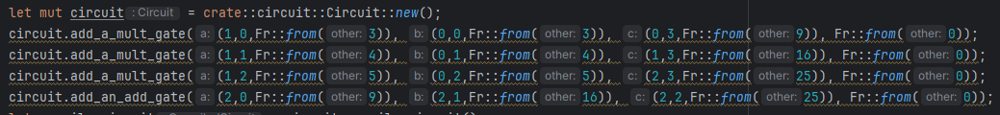 let mut circuit : Circuit = crate::circuit::Circuit::new();
circuit.add_a_mult_gate( a: (1,0,Fr::from( other: 3)), b: (0,0,Fr::from( other: 3)), c: (0,3,Fr::from( other: 9)), Fr::from( other: 0));
circuit.add_a_mult_gate( a: (1,1,Fr::from( other: 4)), b: (0,1,Fr::from( other: 4)), c: (1,3,Fr::from( other: 16)), Fr::from( other: 0));
circuit.add_a_mult_gate( a: (1,2,Fr::from( other: 5)), b: (0,2,Fr::from( other: 5)), c: (2,3,Fr::from( other: 25)), Fr::from( other: 0));
circuit.add_an_add_gate( a: (2,0,Fr::from( other: 9)), b: (2,1,Fr::from( other: 16)), c: (2,2,Fr::from( other: 25)), Fr::from( other: 0));